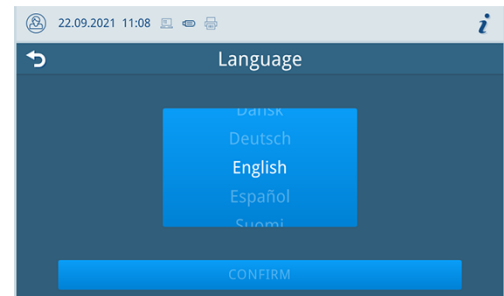 22.09.2021 11:08
Language
Dansk
Deutsch
English
Español
Suomi
CONFIRM